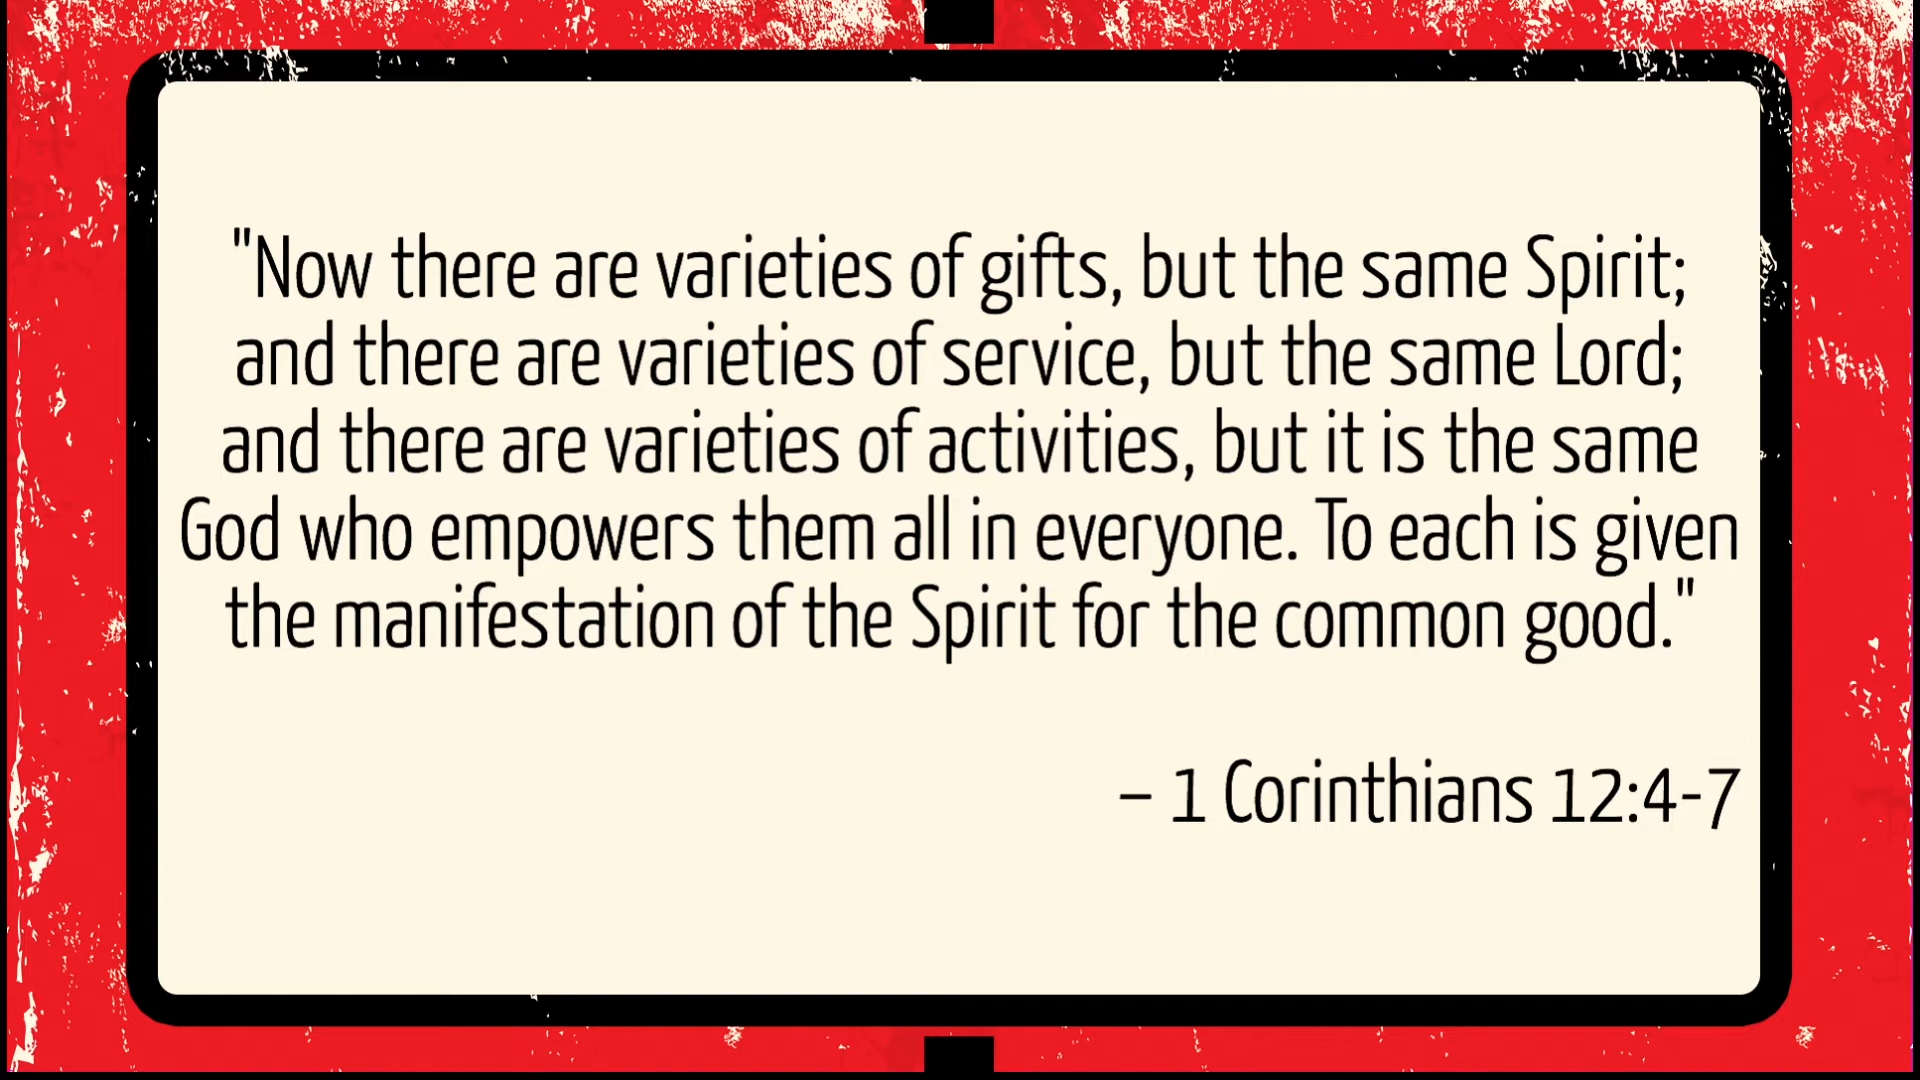 "Now there are varieties of gifts, but the same Spirit;
and there are varieties of service, but the same Lord;
and there are varieties of activities, but it is the same
God who empowers them all in everyone. To each is given
the manifestation of the Spirit for the common good."
– 1 Corinthians 12:4-7